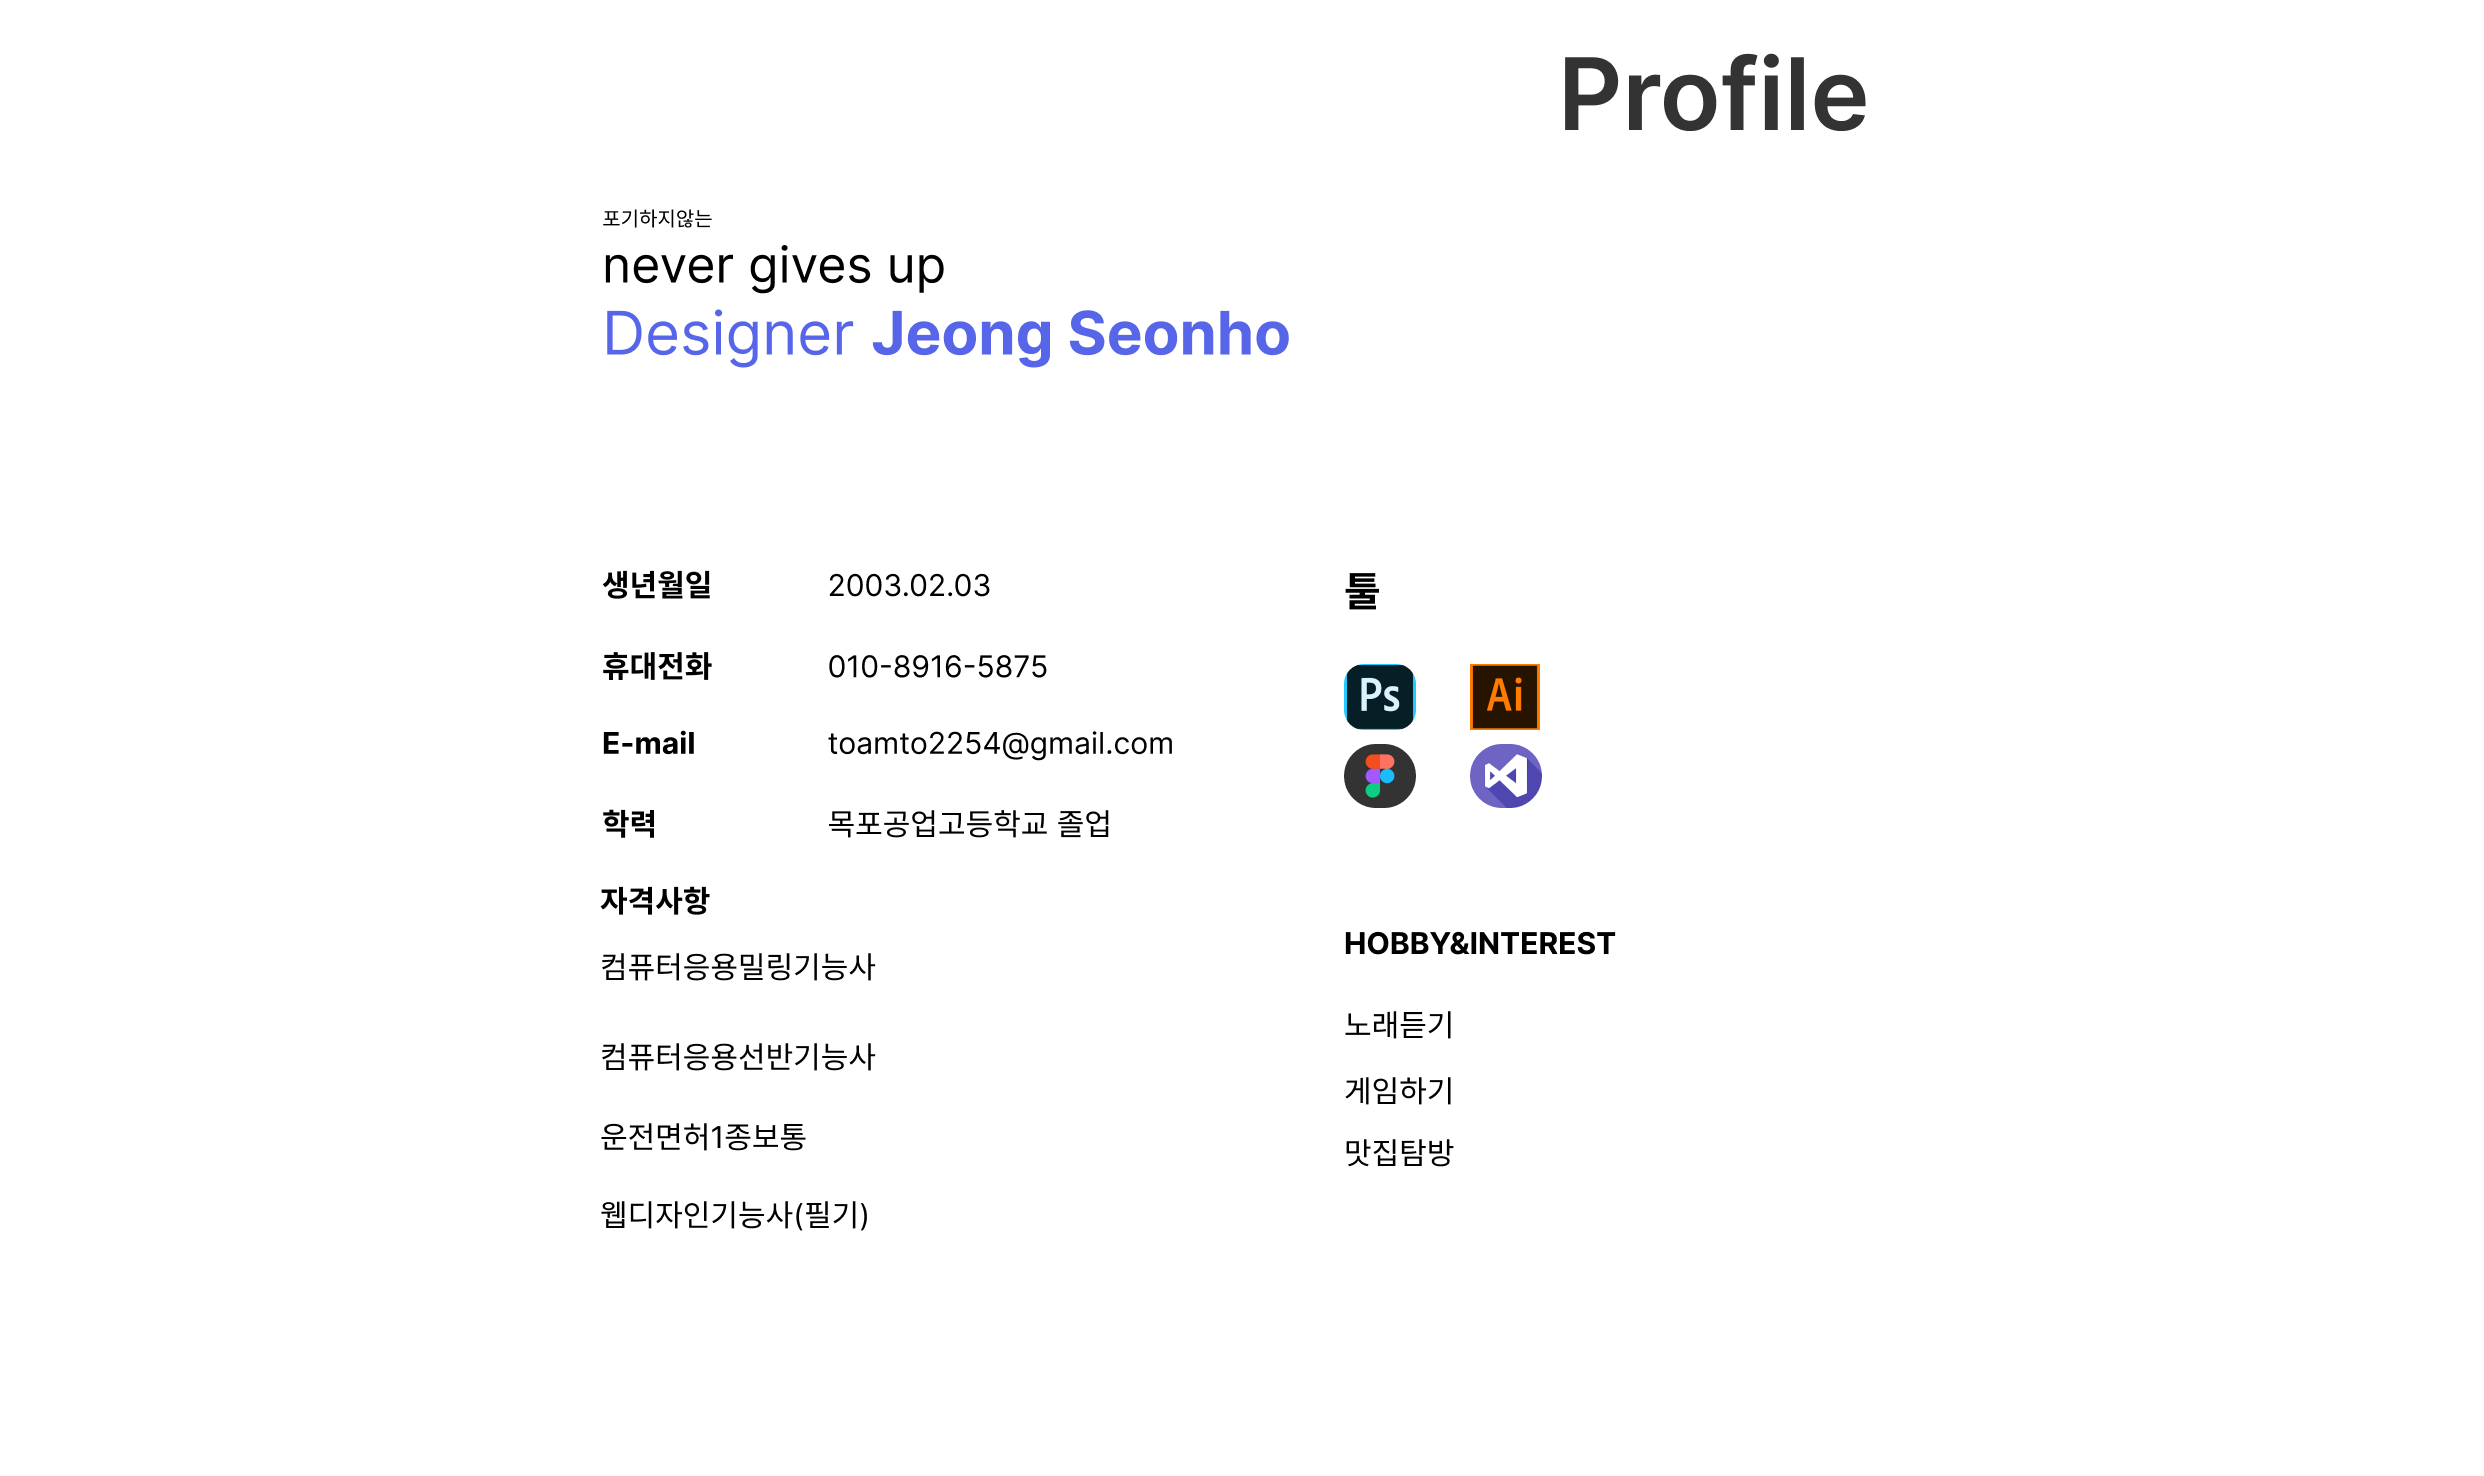 Profile
포기하지않는
never gives up
Designer Jeong Seonho
생년월일 2003.02.03
휴대전화 010-8916-5875
E-mail toamto2254@gmail.com
학력 목포공업고등학교 졸업
자격사항
컴퓨터응용밀링기능사
컴퓨터응용선반기능사
운전면허1종보통
웹디자인기능사(필기)
툴
Ps Ai
HOBBY&INTEREST
노래듣기
게임하기
맛집탐방